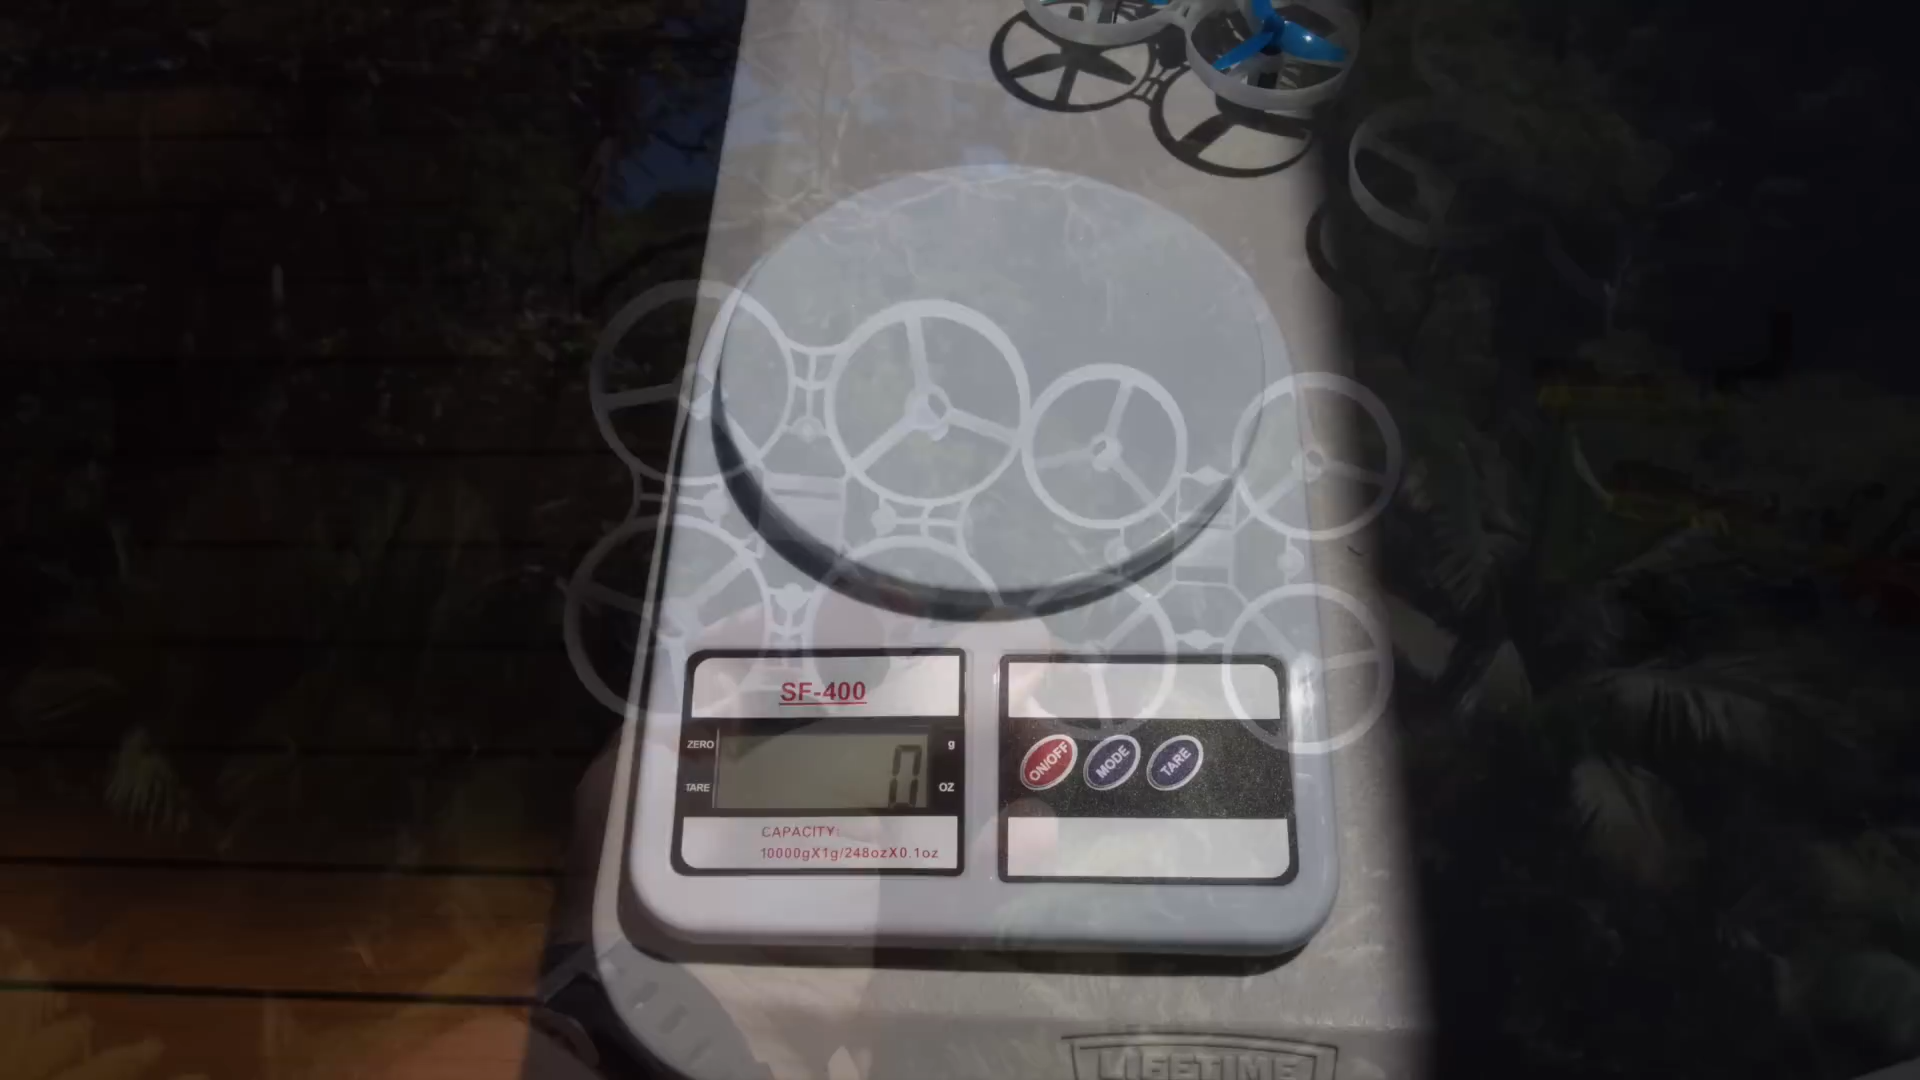 SF-400
ZERO
g
TARE
OZ
CAPACITY:
10000gX1g/248ozX0.1oz
0
ON/OFF
MODE
TARE
LIFETIME